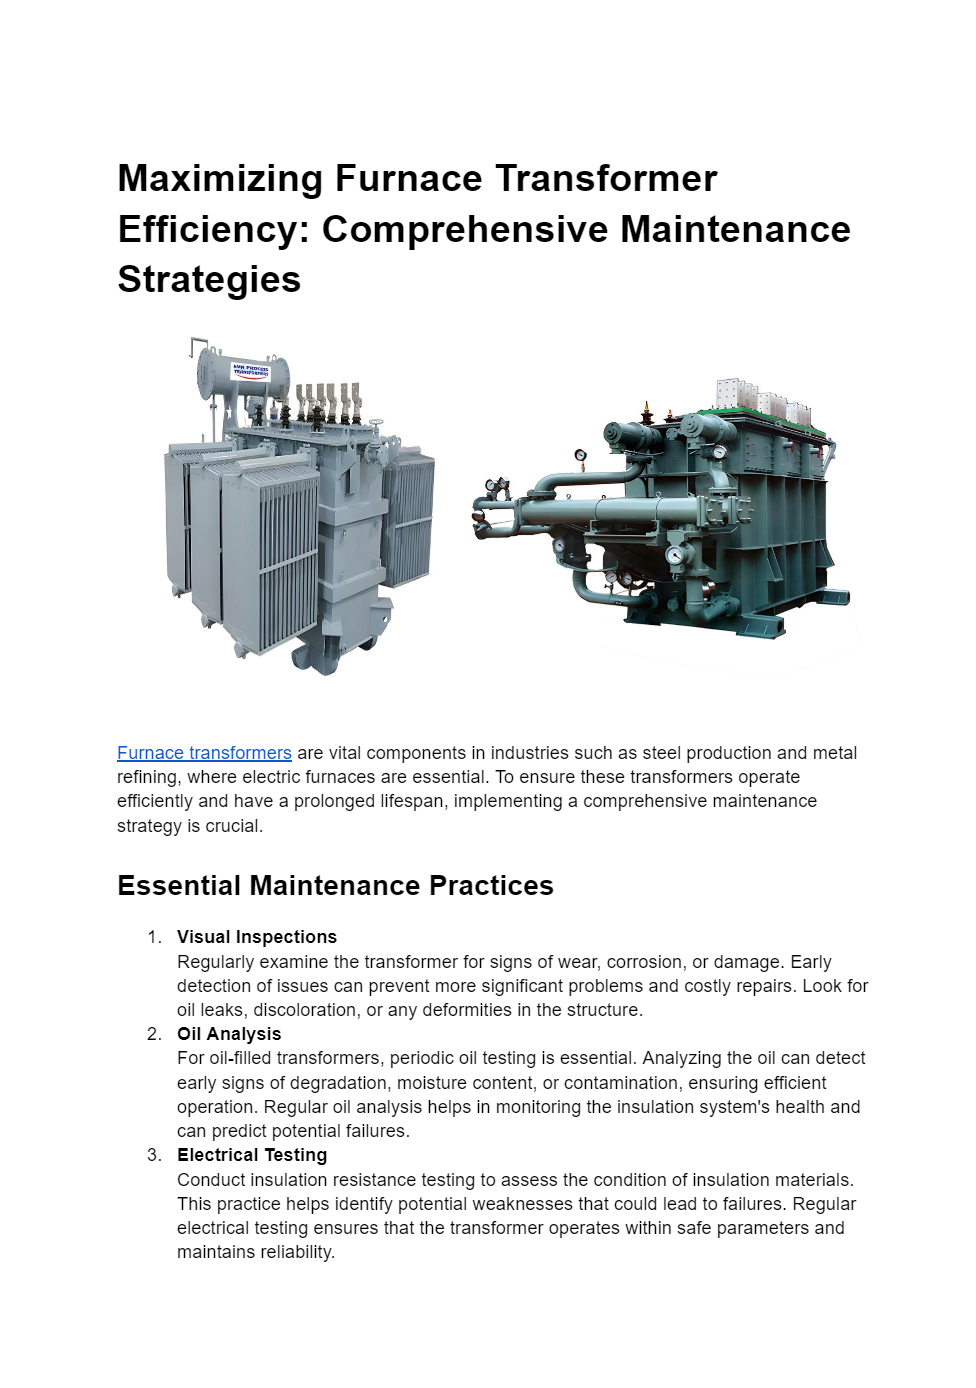 Maximizing Furnace Transformer
Efficiency: Comprehensive Maintenance
Strategies
KVA PROCESS
TRANSFORMERS
Furnace transformers are vital components in industries such as steel production and metal
refining, where electric furnaces are essential. To ensure these transformers operate
efficiently and have a prolonged lifespan, implementing a comprehensive maintenance
strategy is crucial.
Essential Maintenance Practices
1. Visual Inspections
Regularly examine the transformer for signs of wear, corrosion, or damage. Early
detection of issues can prevent more significant problems and costly repairs. Look for
oil leaks, discoloration, or any deformities in the structure.
2. Oil Analysis
For oil-filled transformers, periodic oil testing is essential. Analyzing the oil can detect
early signs of degradation, moisture content, or contamination, ensuring efficient
operation. Regular oil analysis helps in monitoring the insulation system's health and
can predict potential failures.
3. Electrical Testing
Conduct insulation resistance testing to assess the condition of insulation materials.
This practice helps identify potential weaknesses that could lead to failures. Regular
electrical testing ensures that the transformer operates within safe parameters and
maintains reliability.